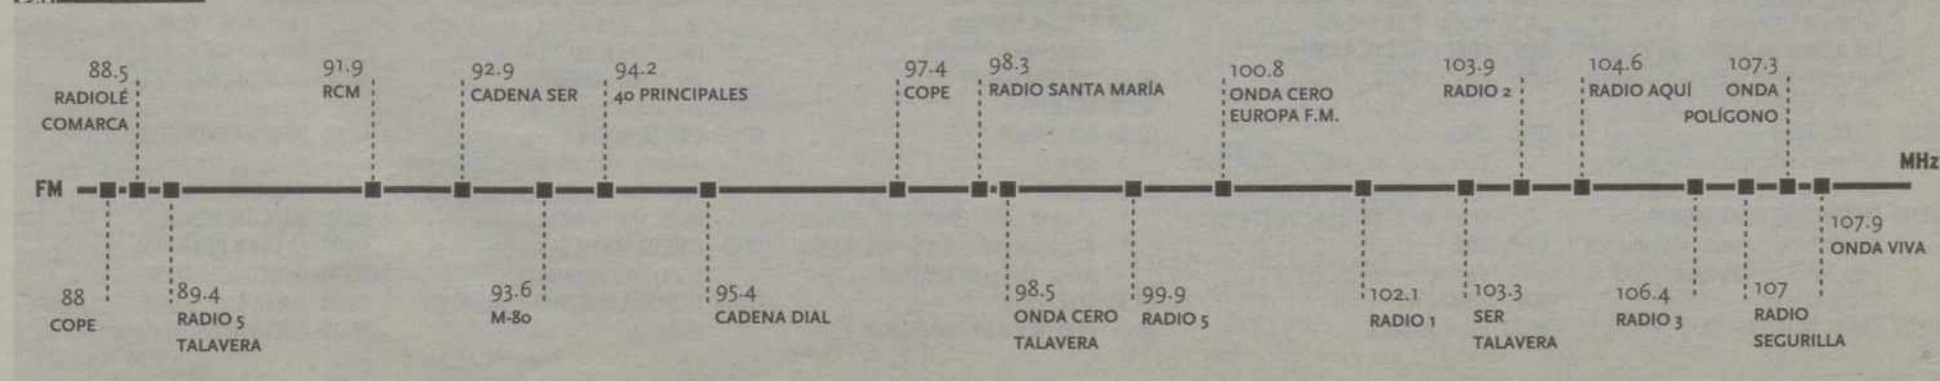 88.5
RADIOLÉ
COMARCA
91.9
RCM
92.9
CADENA SER
94.2
40 PRINCIPALES
97.4
COPE
98.3
RADIO SANTA MARÍA
100.8
ONDA CERO
EUROPA F.M.
103.9
RADIO 2
104.6
RADIO AQUÍ
107.3
ONDA
POLÍGONO
FM
MHz
88
COPE
89.4
RADIO 5
TALAVERA
93.6
M-80
95.4
CADENA DIAL
98.5
ONDA CERO
TALAVERA
99.9
RADIO 5
102.1
RADIO 1
103.3
SER
TALAVERA
106.4
RADIO 3
107
RADIO
SEGURILLA
107.9
ONDA VIVA